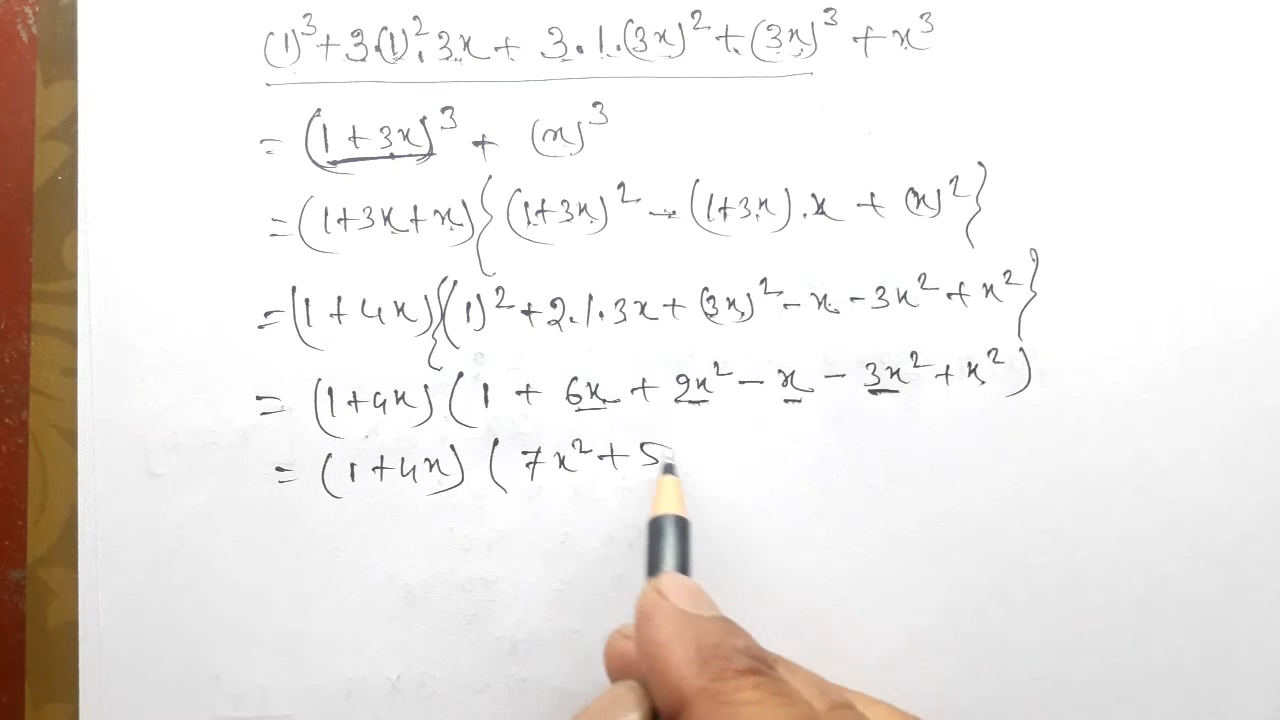 (1)³+3(1)².3x+ 3.1.(3x)²+(3x)³+x³
= (1+3x)³ + (x)³
=(1+3x+x){(1+3x)²-(1+3x).x + (x)²}
=(1+4x){(1)²+2.1.3x+(3x)²-x-3x²+x²}
= (1+4x)(1 + 6x + 9x²-x-3x²+x²)
= (1+4x) (7x²+5